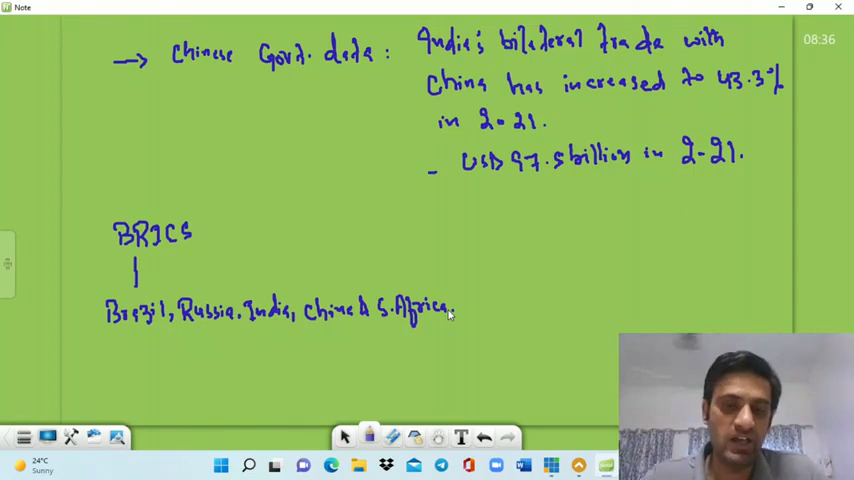 Note
08:36
→ Chinese Govt. data : India's bilateral trade with
China has increased to 43.3%
in 2021.
- USD 97.5 billion in 2021.
BRICS
Brazil, Russia, India, China & S. Africa.
24°C
Sunny